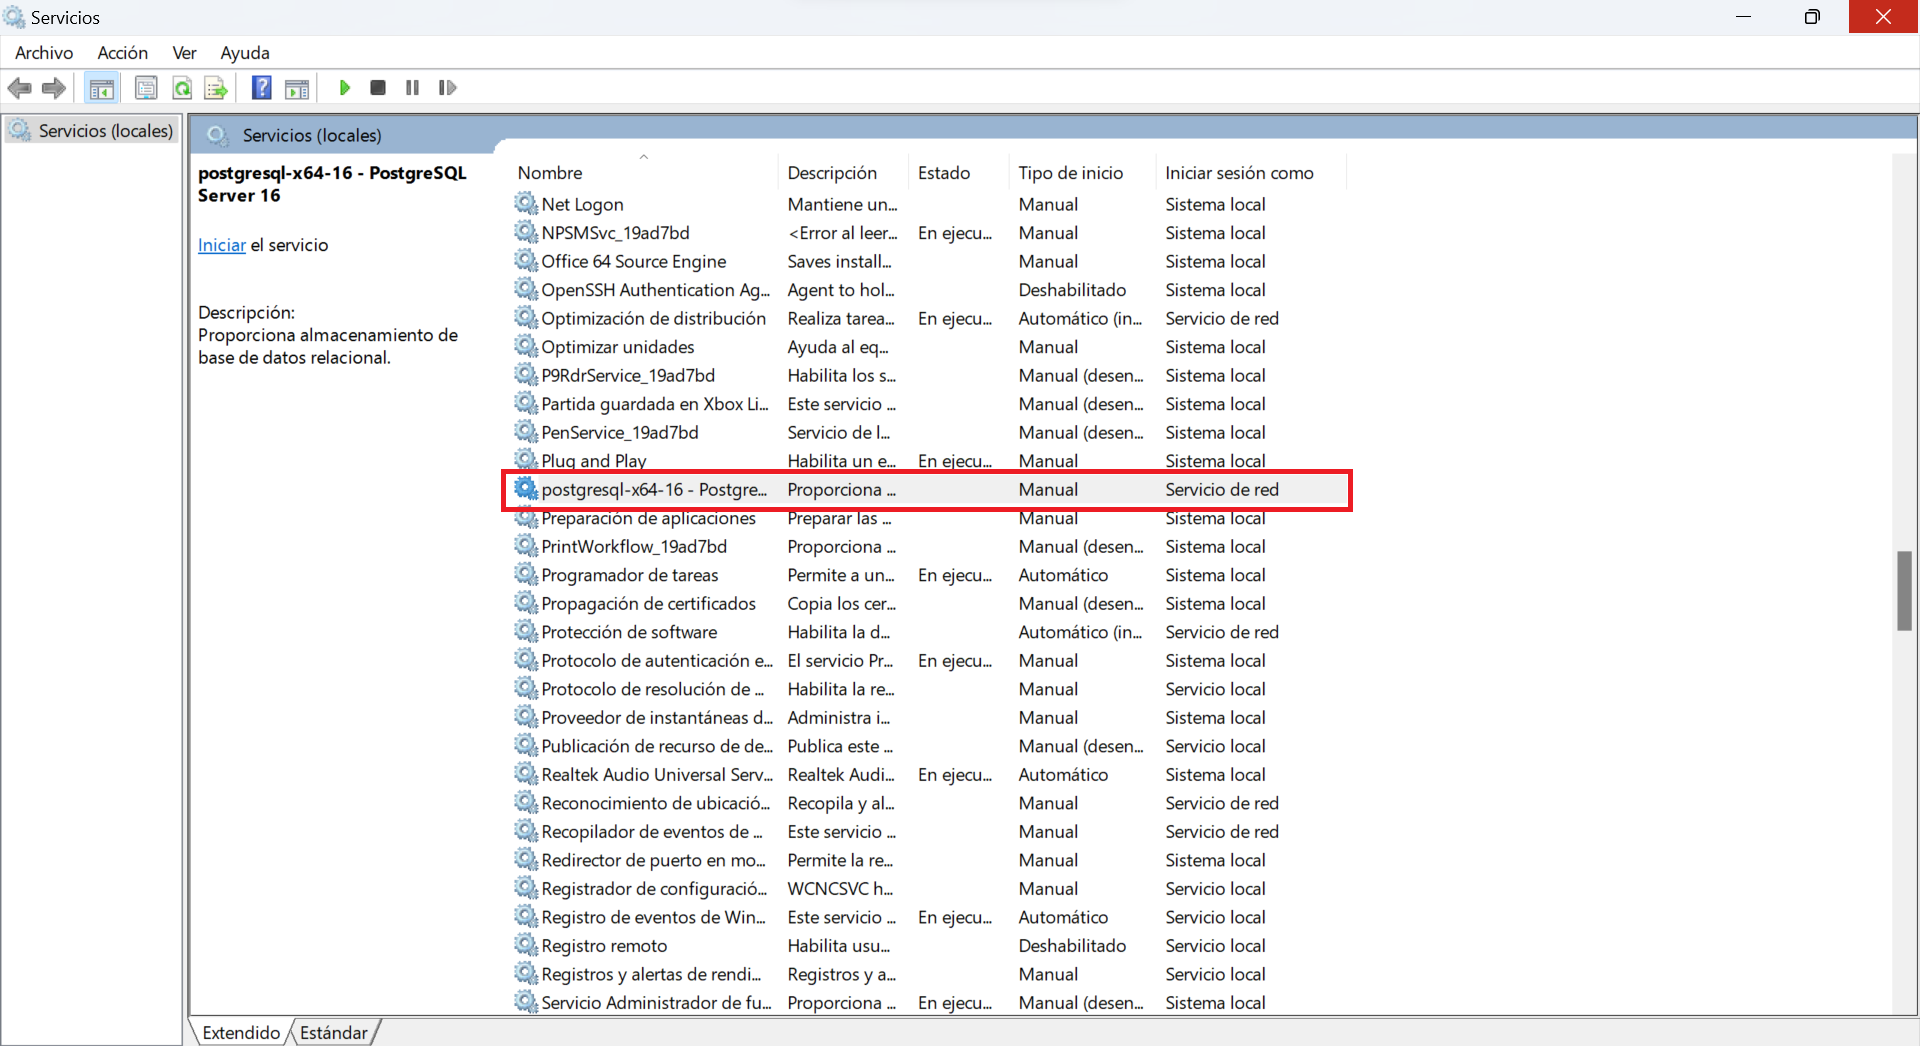 Servicios
Archivo Acción Ver Ayuda
Servicios (locales)
Servicios (locales)
postgresql-x64-16 - PostgreSQL
Server 16
Iniciar el servicio
Descripción:
Proporciona almacenamiento de
base de datos relacional.
Nombre Descripción Estado Tipo de inicio Iniciar sesión como
Net Logon Mantiene un... Manual Sistema local
NPSMSvc_19ad7bd <Error al leer... En ejecu... Manual Sistema local
Office 64 Source Engine Saves install... Manual Sistema local
OpenSSH Authentication Ag... Agent to hol... Deshabilitado Sistema local
Optimización de distribución Realiza tarea... En ejecu... Automático (in... Servicio de red
Optimizar unidades Ayuda al eq... Manual Sistema local
P9RdrService_19ad7bd Habilita los s... Manual (desen... Sistema local
Partida guardada en Xbox Li... Este servicio ... Manual (desen... Sistema local
PenService_19ad7bd Servicio de l... Manual (desen... Sistema local
Plug and Play Habilita un e... En ejecu... Manual Sistema local
postgresql-x64-16 - Postgre... Proporciona ... Manual Servicio de red
Preparación de aplicaciones Preparar las ... Manual Sistema local
PrintWorkflow_19ad7bd Proporciona ... Manual (desen... Sistema local
Programador de tareas Permite a un... En ejecu... Automático Sistema local
Propagación de certificados Copia los cer... Manual (desen... Sistema local
Protección de software Habilita la d... Automático (in... Servicio de red
Protocolo de autenticación e... El servicio Pr... En ejecu... Manual Sistema local
Protocolo de resolución de ... Habilita la re... Manual Servicio local
Proveedor de instantáneas d... Administra i... Manual Sistema local
Publicación de recurso de de... Publica este ... Manual (desen... Servicio local
Realtek Audio Universal Serv... Realtek Audi... En ejecu... Automático Sistema local
Reconocimiento de ubicació... Recopila y al... Manual Servicio de red
Recopilador de eventos de ... Este servicio ... Manual Servicio de red
Redirector de puerto en mo... Permite la re... Manual Sistema local
Registrador de configuració... WCNCSVC h... Manual Servicio local
Registro de eventos de Win... Este servicio ... En ejecu... Automático Servicio local
Registro remoto Habilita usu... Deshabilitado Servicio local
Registros y alertas de rendi... Registros y a... Manual Servicio local
Servicio Administrador de fu... Proporciona ... En ejecu... Manual (desen... Sistema local
Extendido Estándar